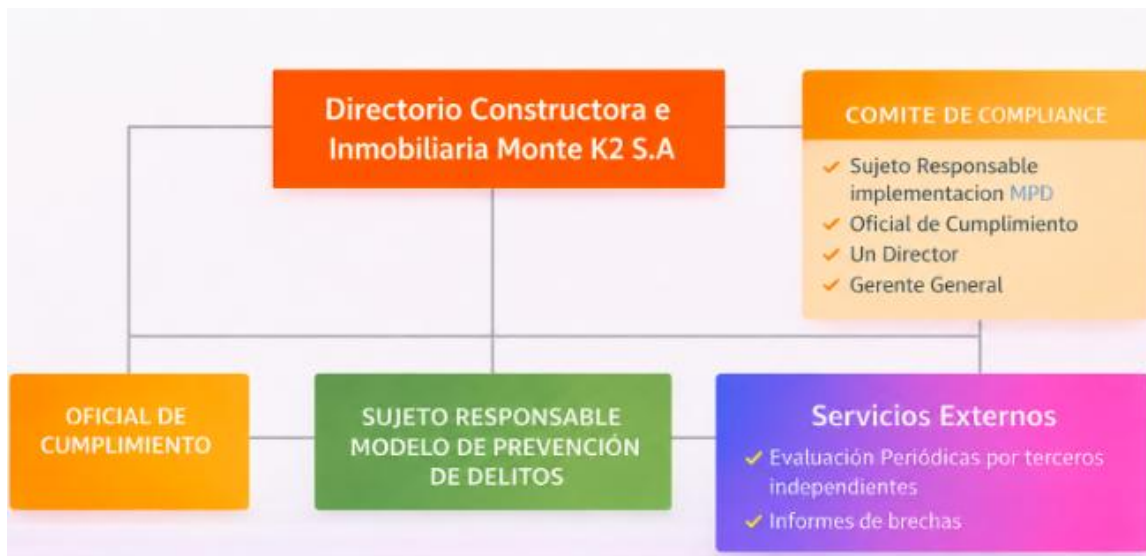 Directorio Constructora e
Inmobiliaria Monte K2 S.A
COMITE DE COMPLIANCE
Sujeto Responsable
implementacion MPD
Oficial de Cumplimiento
Un Director
Gerente General
OFICIAL DE
CUMPLIMIENTO
SUJETO RESPONSABLE
MODELO DE PREVENCIÓN
DE DELITOS
Servicios Externos
Evaluación Periódicas por terceros
independientes
Informes de brechas